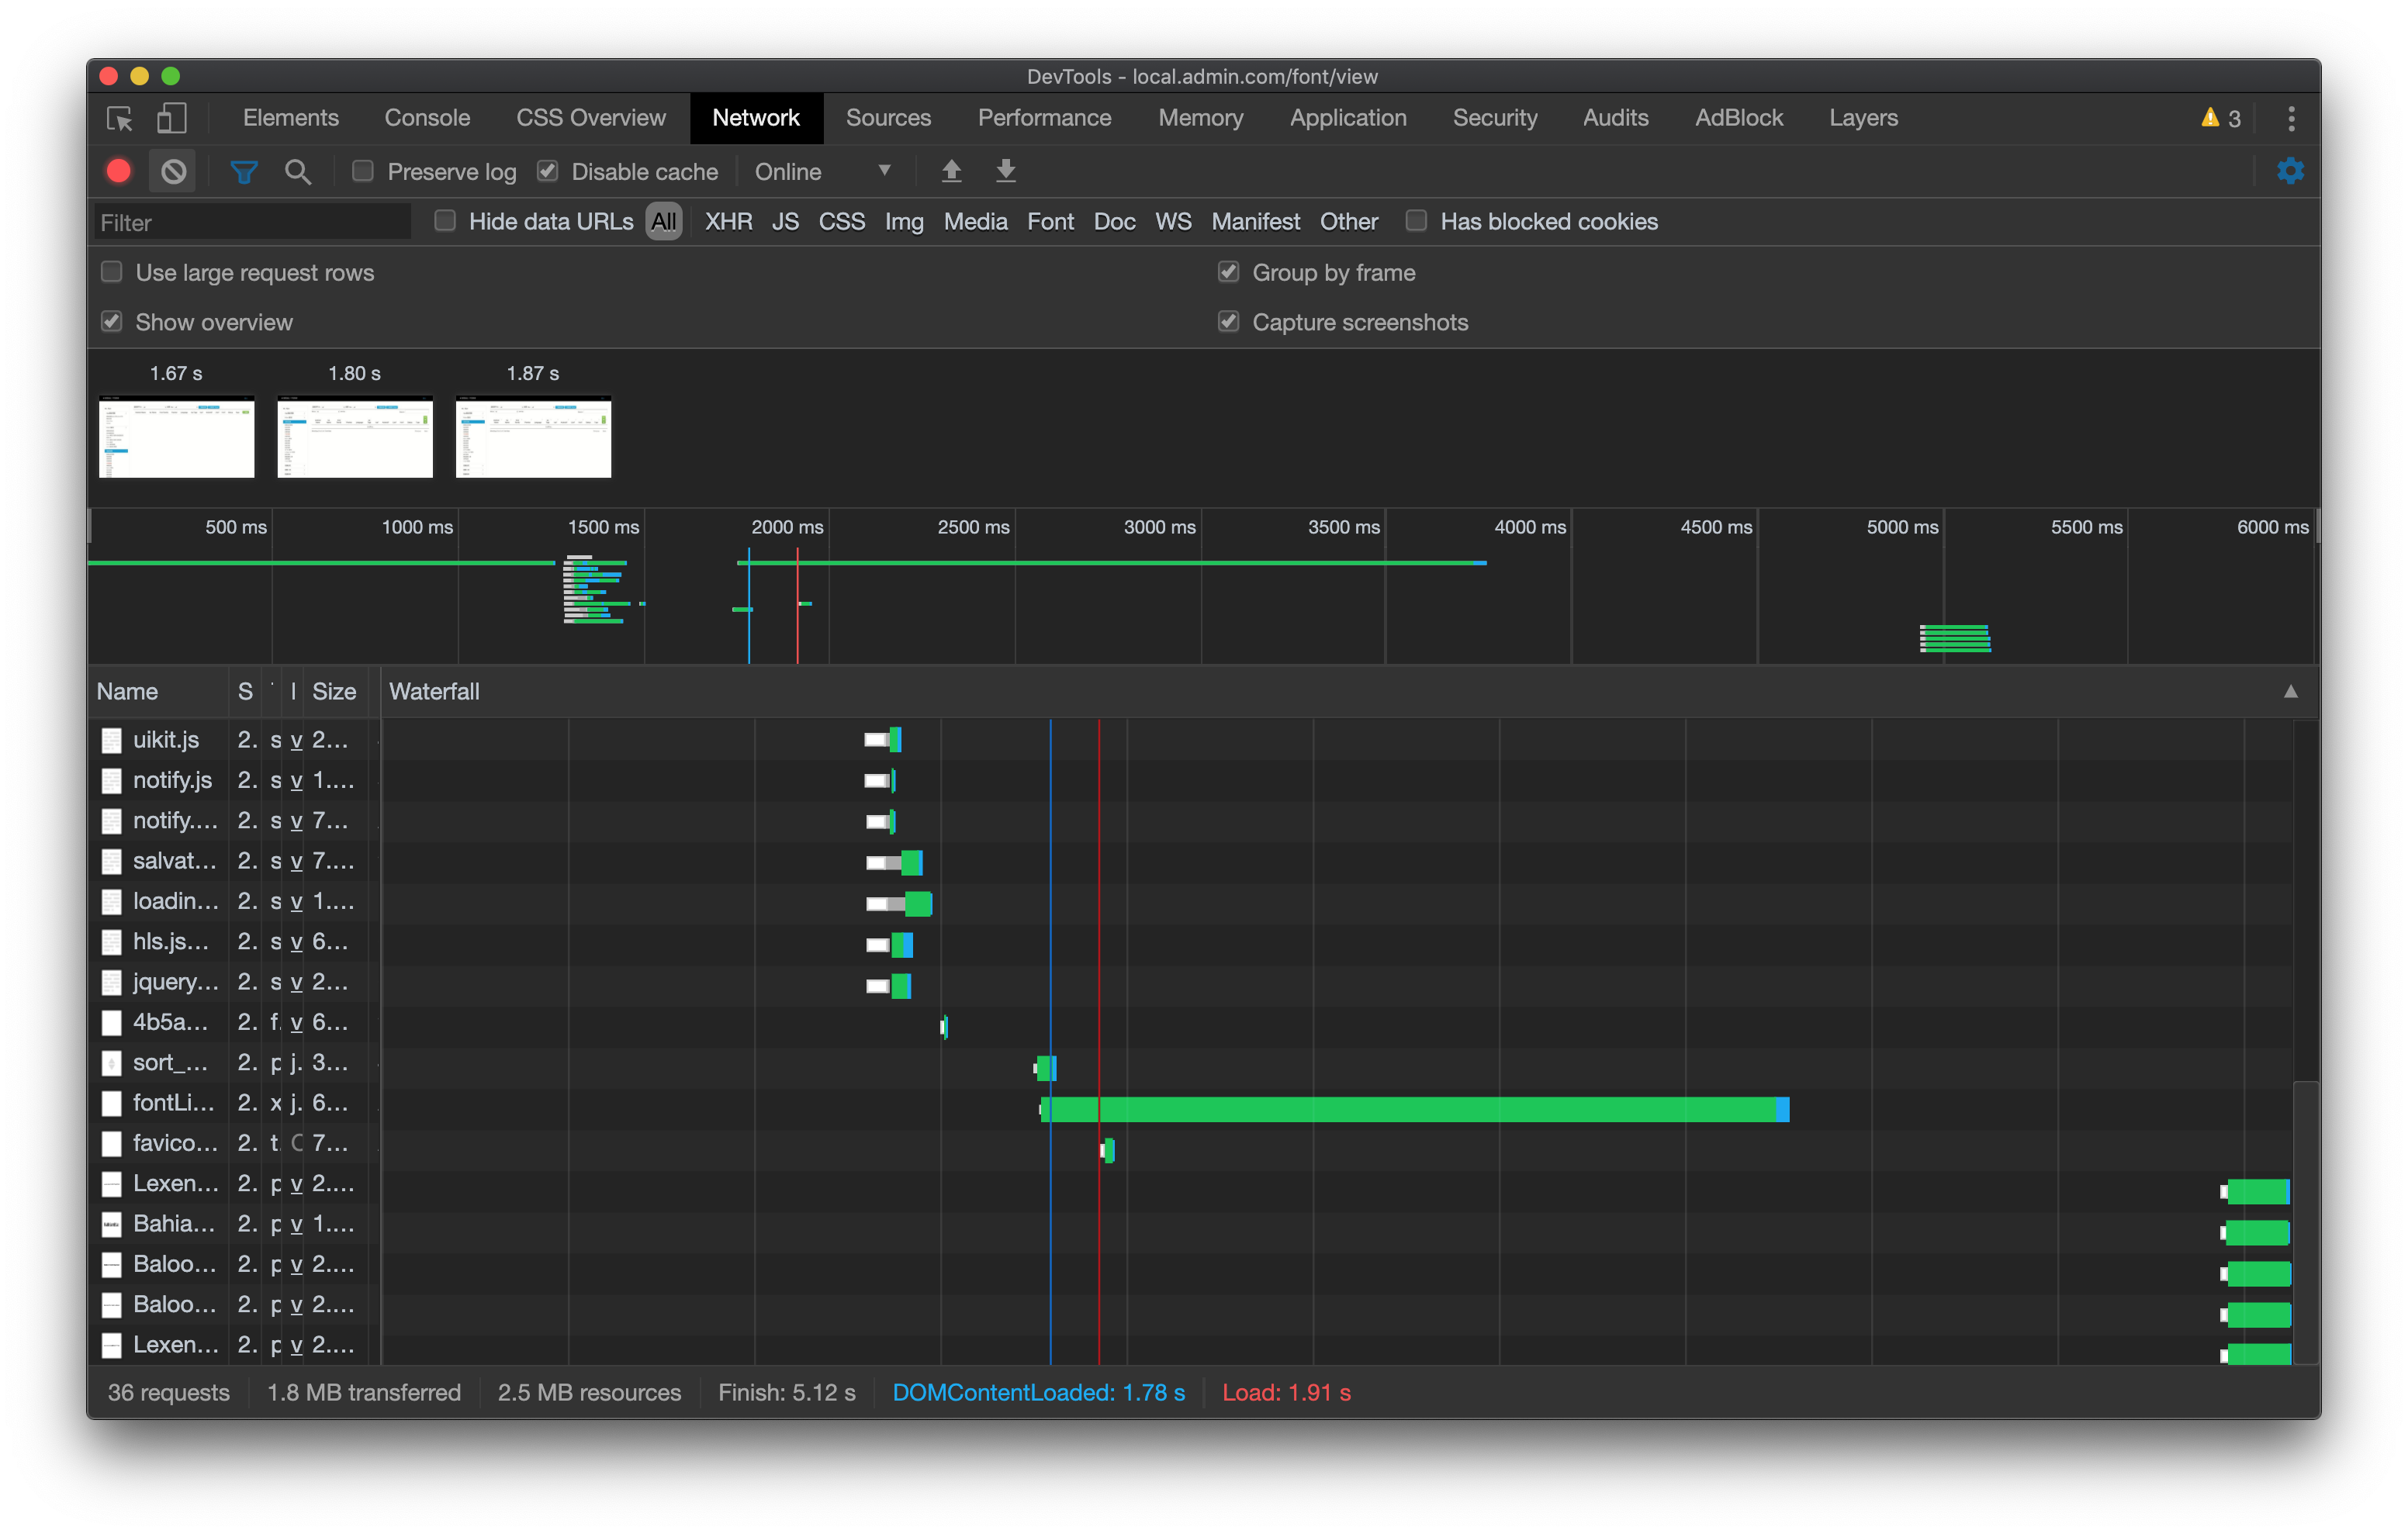 DevTools - local.admin.com/font/view
Elements Console CSS Overview Network Sources Performance Memory Application Security Audits AdBlock Layers 3
Preserve log Disable cache Online
Filter Hide data URLs All XHR JS CSS Img Media Font Doc WS Manifest Other Has blocked cookies
Use large request rows Group by frame
Show overview Capture screenshots
1.67 s 1.80 s 1.87 s
500 ms 1000 ms 1500 ms 2000 ms 2500 ms 3000 ms 3500 ms 4000 ms 4500 ms 5000 ms 5500 ms 6000 ms
Name S I Size Waterfall
uikit.js 2. s v 2...
notify.js 2. s v 1....
notify.... 2. s v 7...
salvat... 2. s v 7....
loadin... 2. s v 1....
hls.js... 2. s v 6...
jquery... 2. s v 2...
4b5a... 2. f. v 6...
sort_... 2. p j. 3...
fontLi... 2. x j. 6...
favico... 2. t. 7...
Lexen... 2. p v 2....
Bahia... 2. p v 1....
Baloo... 2. p v 2....
Baloo... 2. p v 2....
Lexen... 2. p v 2....
36 requests 1.8 MB transferred 2.5 MB resources Finish: 5.12 s DOMContentLoaded: 1.78 s Load: 1.91 s